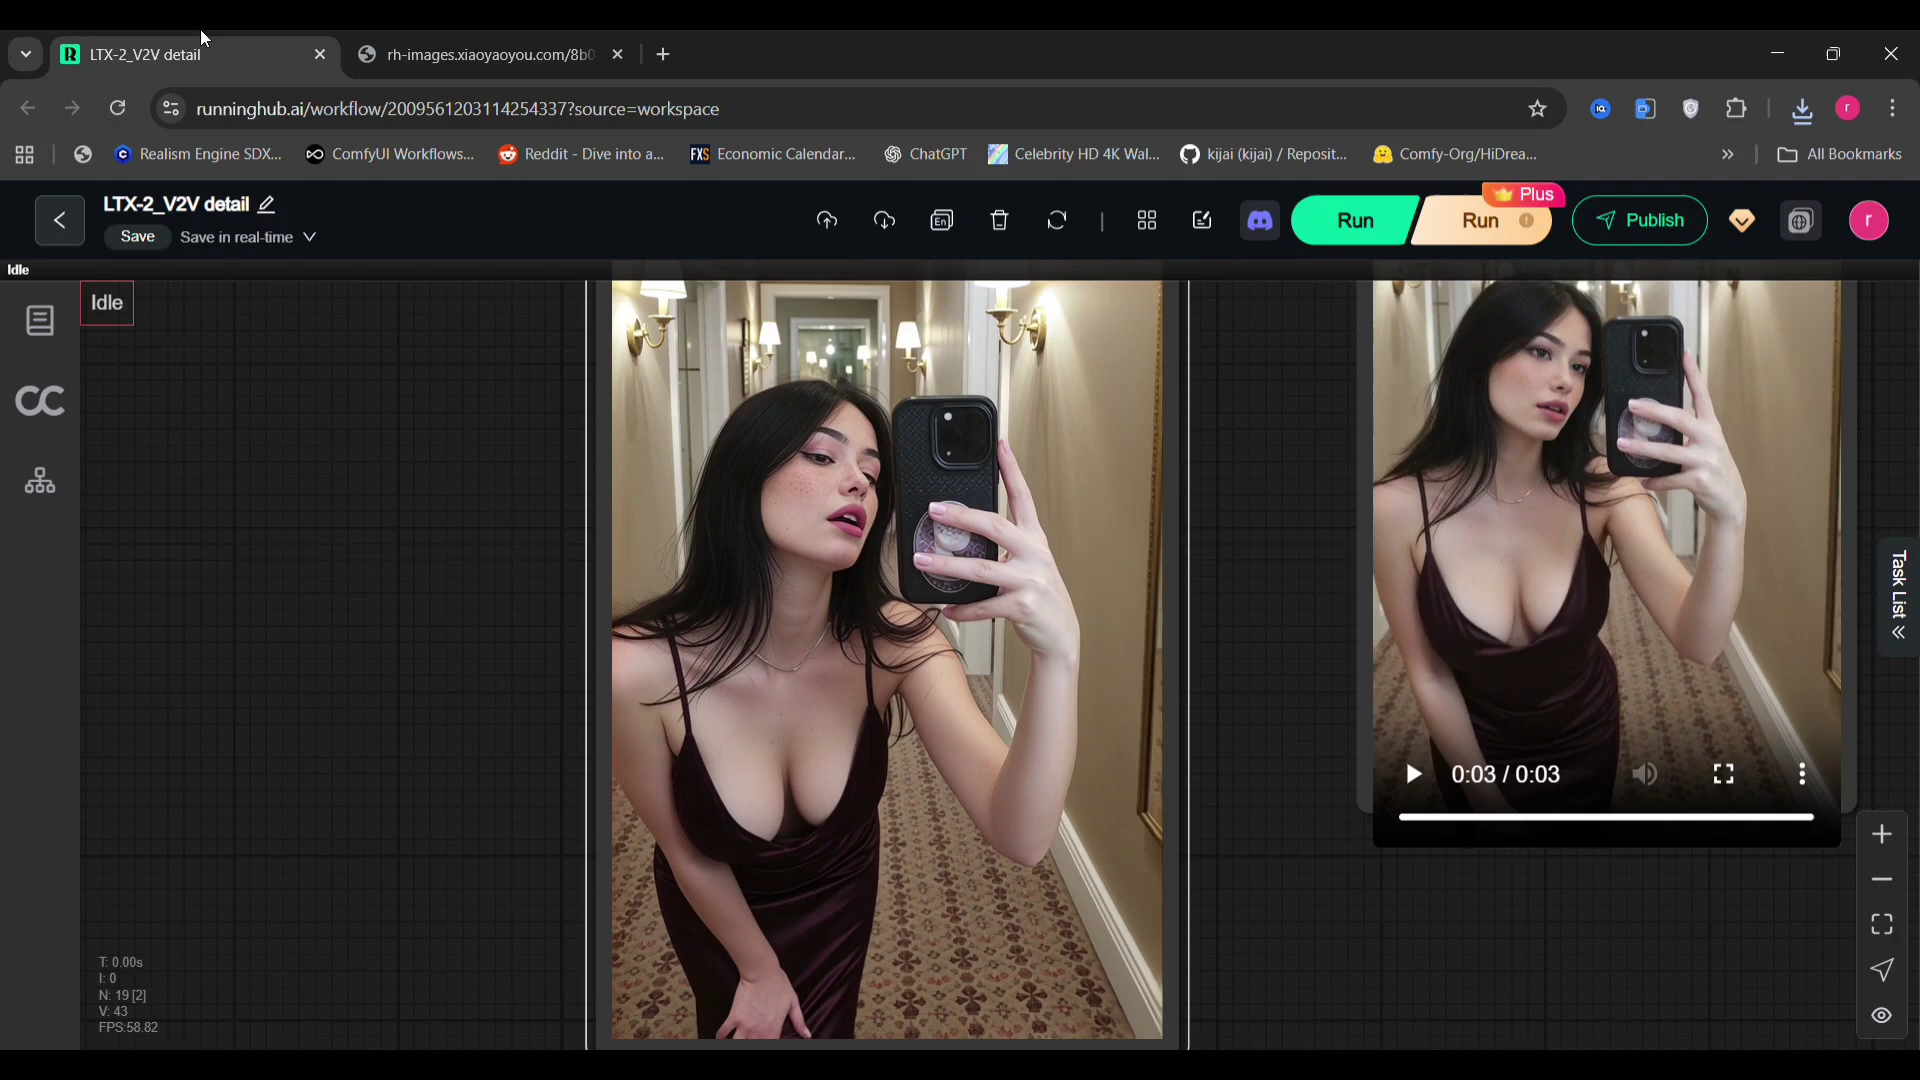 LTX-2_V2V detail
rh-images.xiaoyaoyou.com/8b0
runninghub.ai/workflow/2009561203114254337?source=workspace
r
Realism Engine SDX...
ComfyUI Workflows...
Reddit - Dive into a...
FXS Economic Calendar...
ChatGPT
Celebrity HD 4K Wal...
kijai (kijai) / Reposit...
Comfy-Org/HiDrea...
All Bookmarks
LTX-2_V2V detail
Save
Save in real-time
En
Run
Run
Plus
Publish
r
Idle
Idle
CC
Task List
0:03 / 0:03
T: 0.00s
I: 0
N: 19 [2]
V: 43
FPS:58.82